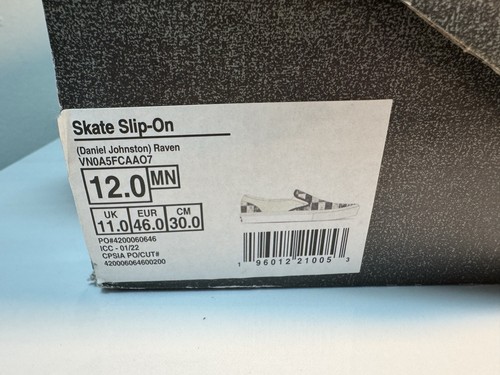 Skate Slip-On
(Daniel Johnston) Raven
VN0A5FCAAO7
12.0 MN
UK EUR CM
11.0 46.0 30.0
PO#4200060646
ICC - 01/22
CPSIA PO/CUT#
420006064600200
1 96012 21005 3